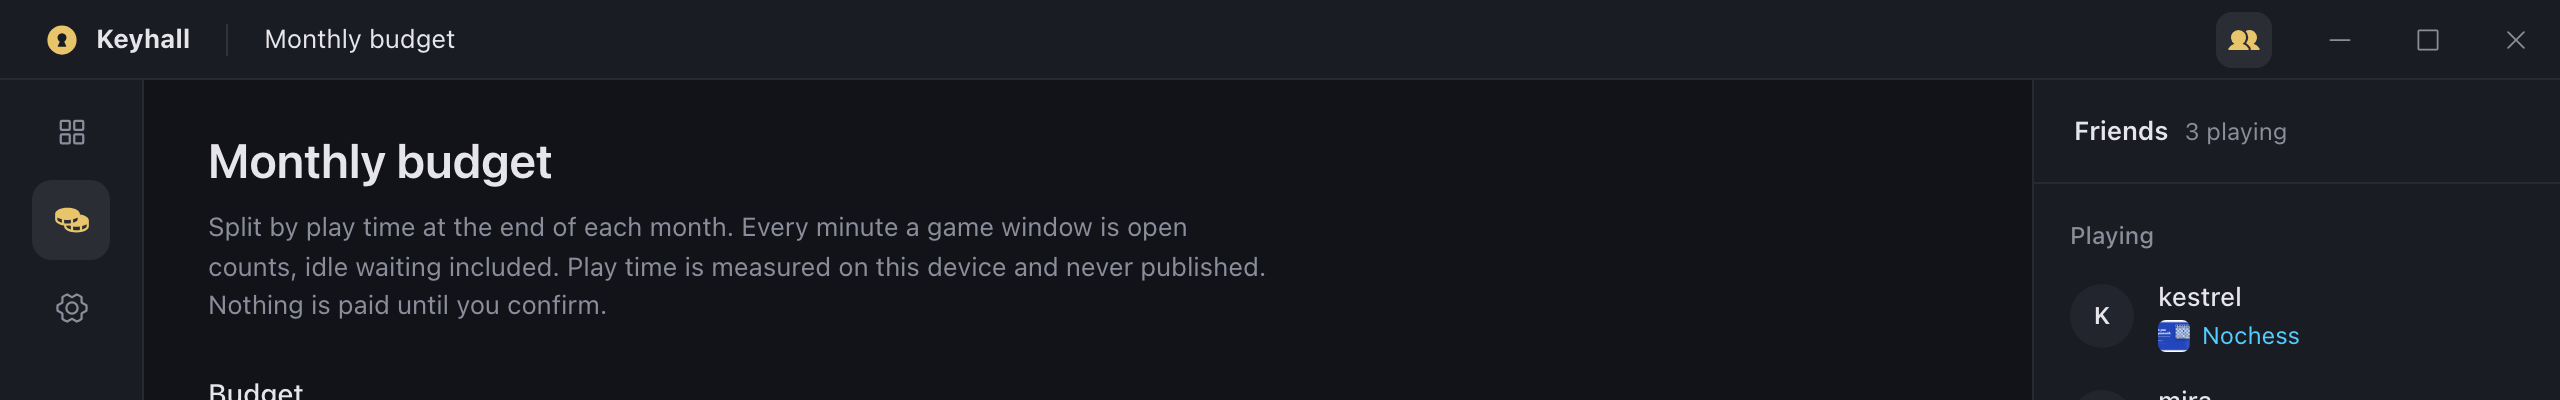 Keyhall
Monthly budget
Monthly budget
Split by play time at the end of each month. Every minute a game window is open
counts, idle waiting included. Play time is measured on this device and never published.
Nothing is paid until you confirm.
Budget
Friends 3 playing
Playing
K
kestrel
Nochess
mira